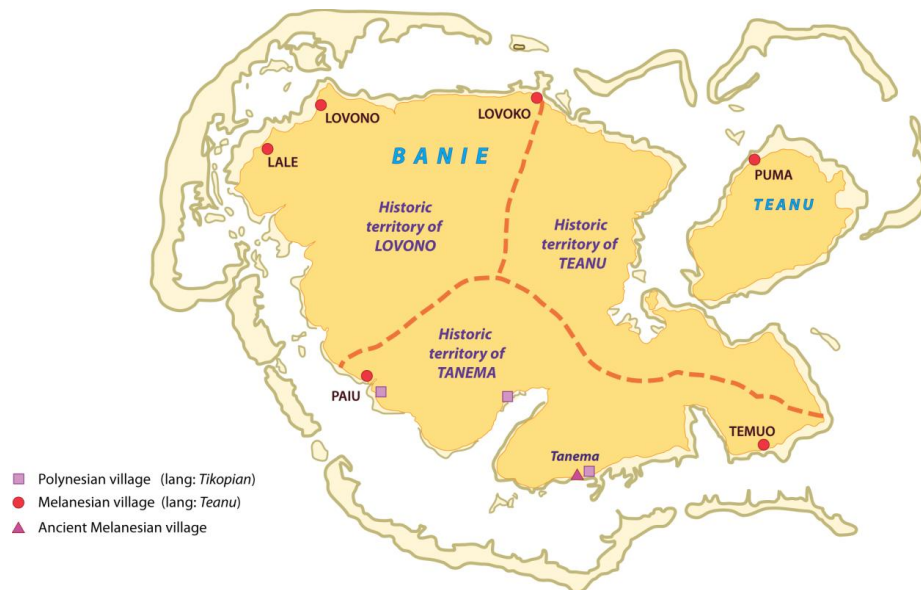 LOVONO
LOVOKO
LALE
BANIE
PUMA
TEANU
Historic
territory of
LOVONO
Historic
territory of
TEANU
Historic
territory of
TANEMA
PAIU
TEMUO
Tanema
Polynesian village (lang: Tikopian)
Melanesian village (lang: Teanu)
Ancient Melanesian village